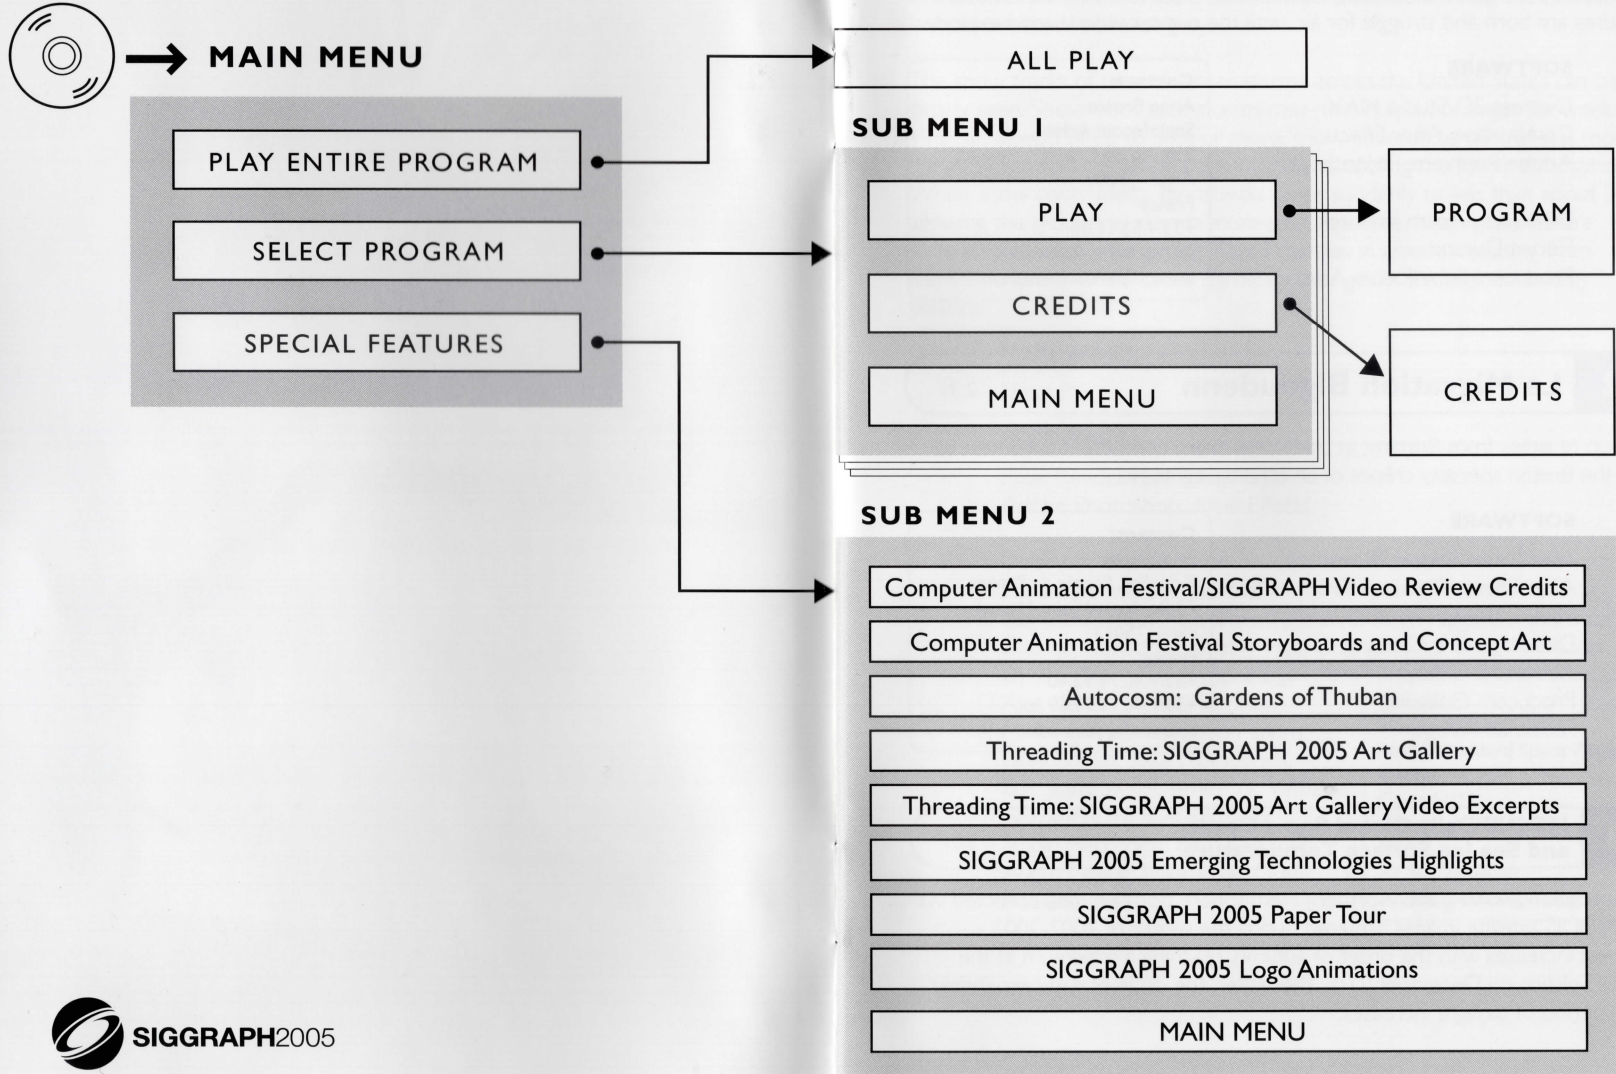 MAIN MENU
PLAY ENTIRE PROGRAM
SELECT PROGRAM
SPECIAL FEATURES
SIGGRAPH2005
ALL PLAY
SUB MENU 1
PLAY
CREDITS
MAIN MENU
PROGRAM
CREDITS
SUB MENU 2
Computer Animation Festival/SIGGRAPH Video Review Credits
Computer Animation Festival Storyboards and Concept Art
Autocosm: Gardens of Thuban
Threading Time: SIGGRAPH 2005 Art Gallery
Threading Time: SIGGRAPH 2005 Art Gallery Video Excerpts
SIGGRAPH 2005 Emerging Technologies Highlights
SIGGRAPH 2005 Paper Tour
SIGGRAPH 2005 Logo Animations
MAIN MENU